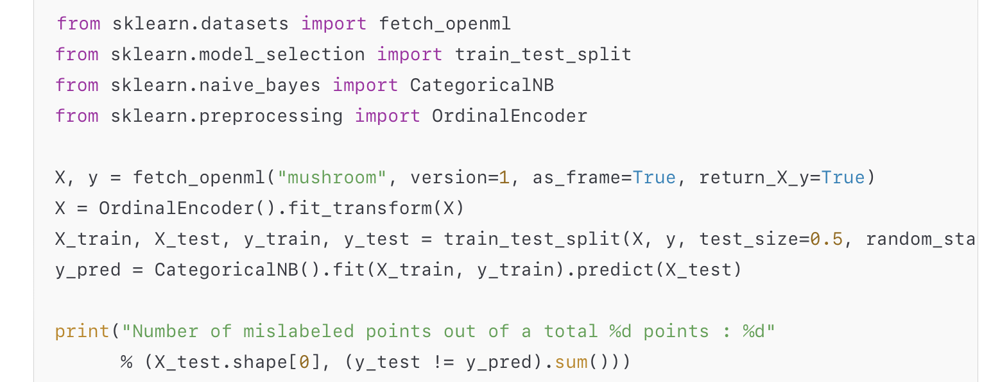 from sklearn.datasets import fetch_openml
from sklearn.model_selection import train_test_split
from sklearn.naive_bayes import CategoricalNB
from sklearn.preprocessing import OrdinalEncoder
X, y = fetch_openml("mushroom", version=1, as_frame=True, return_X_y=True)
X = OrdinalEncoder().fit_transform(X)
X_train, X_test, y_train, y_test = train_test_split(X, y, test_size=0.5, random_sta
y_pred = CategoricalNB().fit(X_train, y_train).predict(X_test)
print("Number of mislabeled points out of a total %d points : %d"
      % (X_test.shape[0], (y_test != y_pred).sum()))